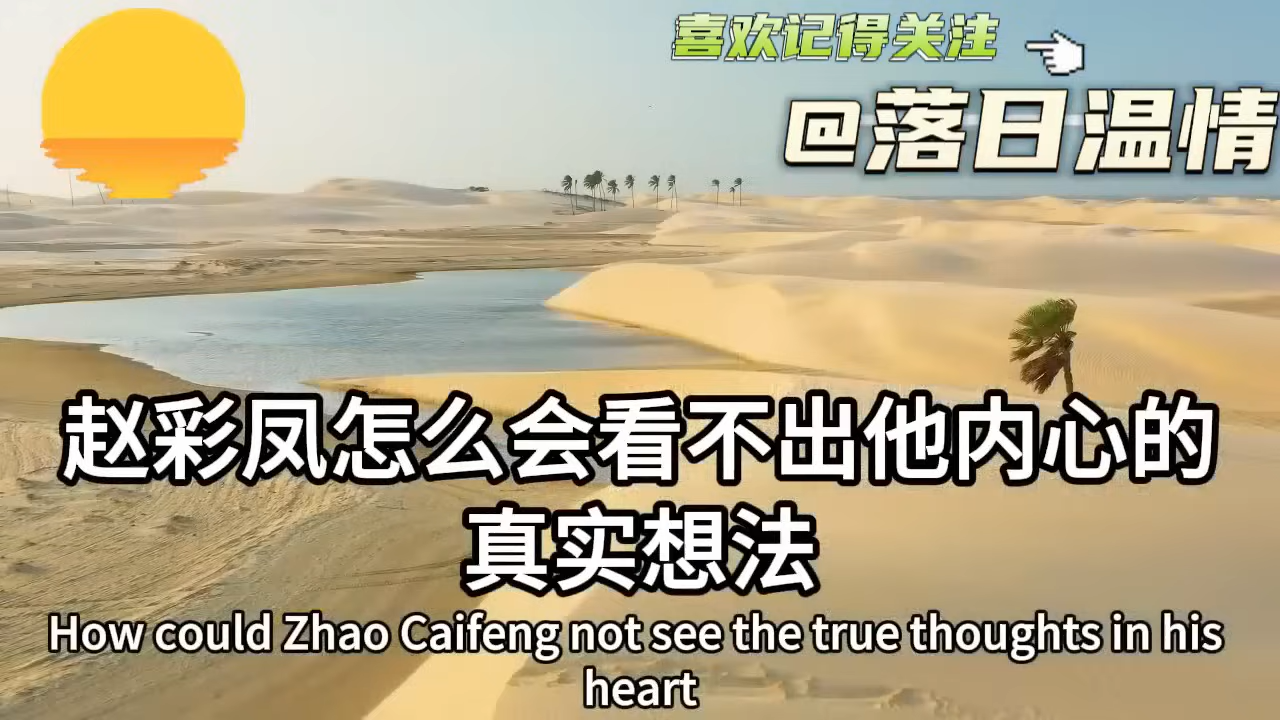 喜欢记得关注
@落日温情
赵彩凤怎么会看不出他内心的
真实想法
How could Zhao Caifeng not see the true thoughts in his
heart